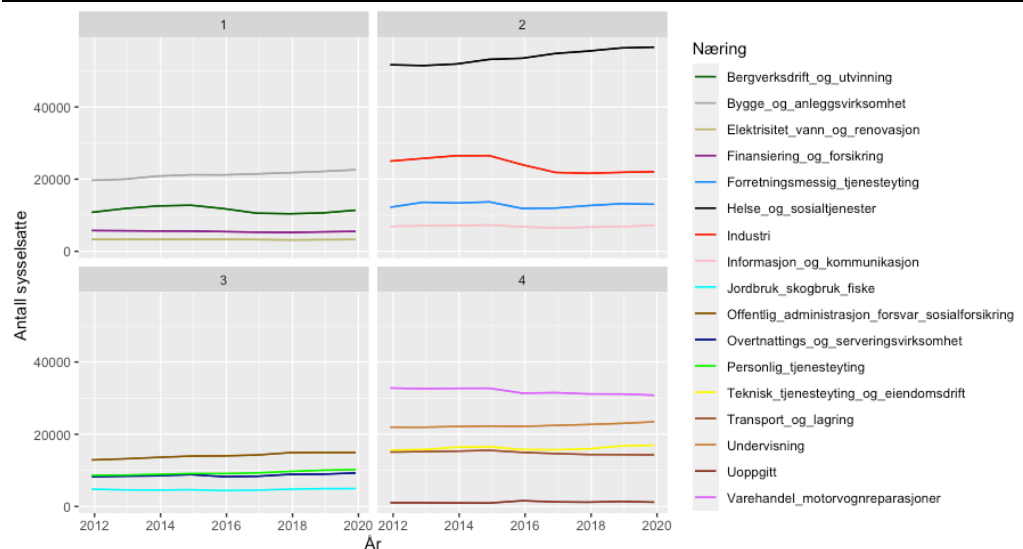 1
2
40000
20000
0
3
4
40000
20000
0
2012 2014 2016 2018 2020 2012 2014 2016 2018 2020
År
Antall sysselsatte
Næring
Bergverksdrift_og_utvinning
Bygge_og_anleggsvirksomhet
Elektrisitet_vann_og_renovasjon
Finansiering_og_forsikring
Forretningsmessig_tjenesteyting
Helse_og_sosialtjenester
Industri
Informasjon_og_kommunikasjon
Jordbruk_skogbruk_fiske
Offentlig_administrasjon_forsvar_sosialforsikring
Overtnattings_og_serveringsvirksomhet
Personlig_tjenesteyting
Teknisk_tjenesteyting_og_eiendomsdrift
Transport_og_lagring
Undervisning
Uoppgitt
Varehandel_motorvognreparasjoner